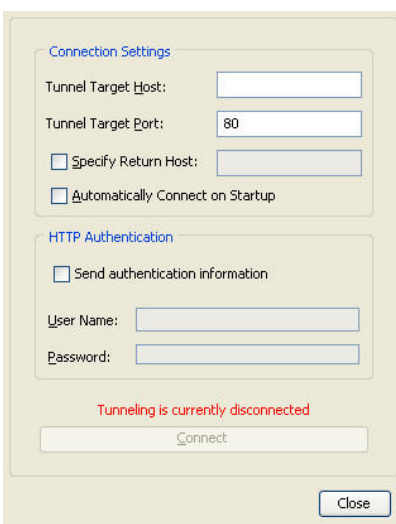 Connection Settings
Tunnel Target Host:
Tunnel Target Port: 80
Specify Return Host:
Automatically Connect on Startup
HTTP Authentication
Send authentication information
User Name:
Password:
Tunneling is currently disconnected
Connect
Close